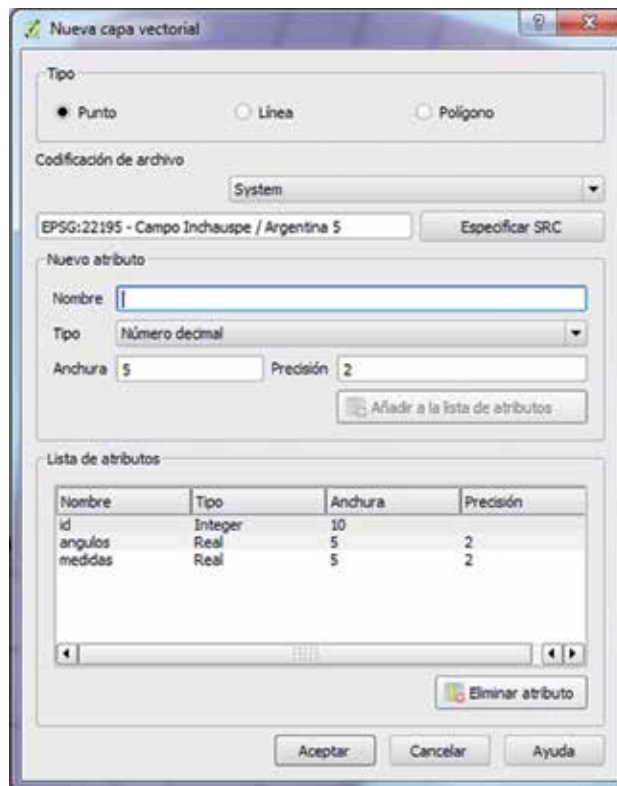 Nueva capa vectorial
Tipo
Punto Línea Polígono
Codificación de archivo
System
EPSG:22195 - Campo Inchauspe / Argentina 5 Especificar SRC
Nuevo atributo
Nombre
Tipo Número decimal
Anchura 5 Precisión 2
Añadir a la lista de atributos
Lista de atributos
Nombre Tipo Anchura Precisión
id Integer 10
angulos Real 5 2
medidas Real 5 2
Eliminar atributo
Aceptar Cancelar Ayuda